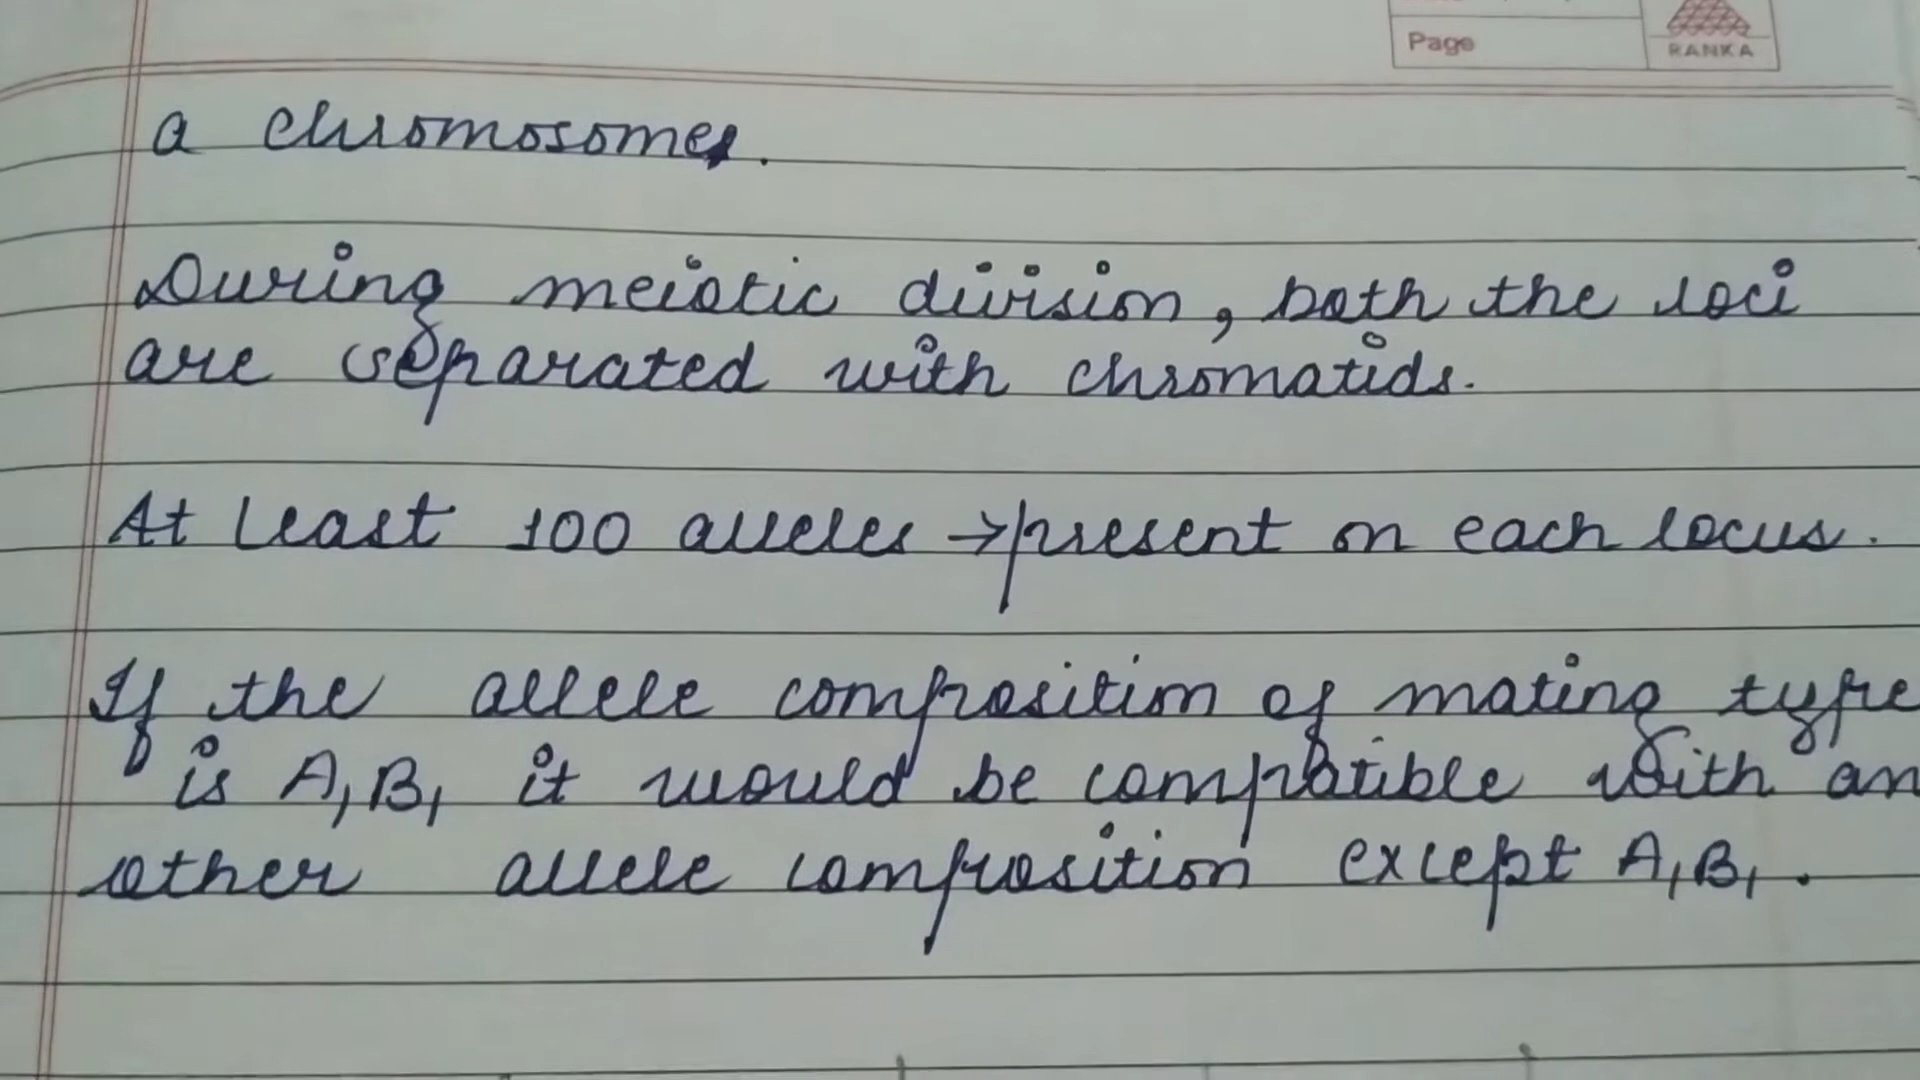 Page
RANKA
a chromosome.
During meiotic division, both the loci
are separated with chromatids.
At least 100 alleles → present on each locus.
If the allele composition of mating type
is A₁B₁ it would be compatible with an
other allele composition except A₁B₁.